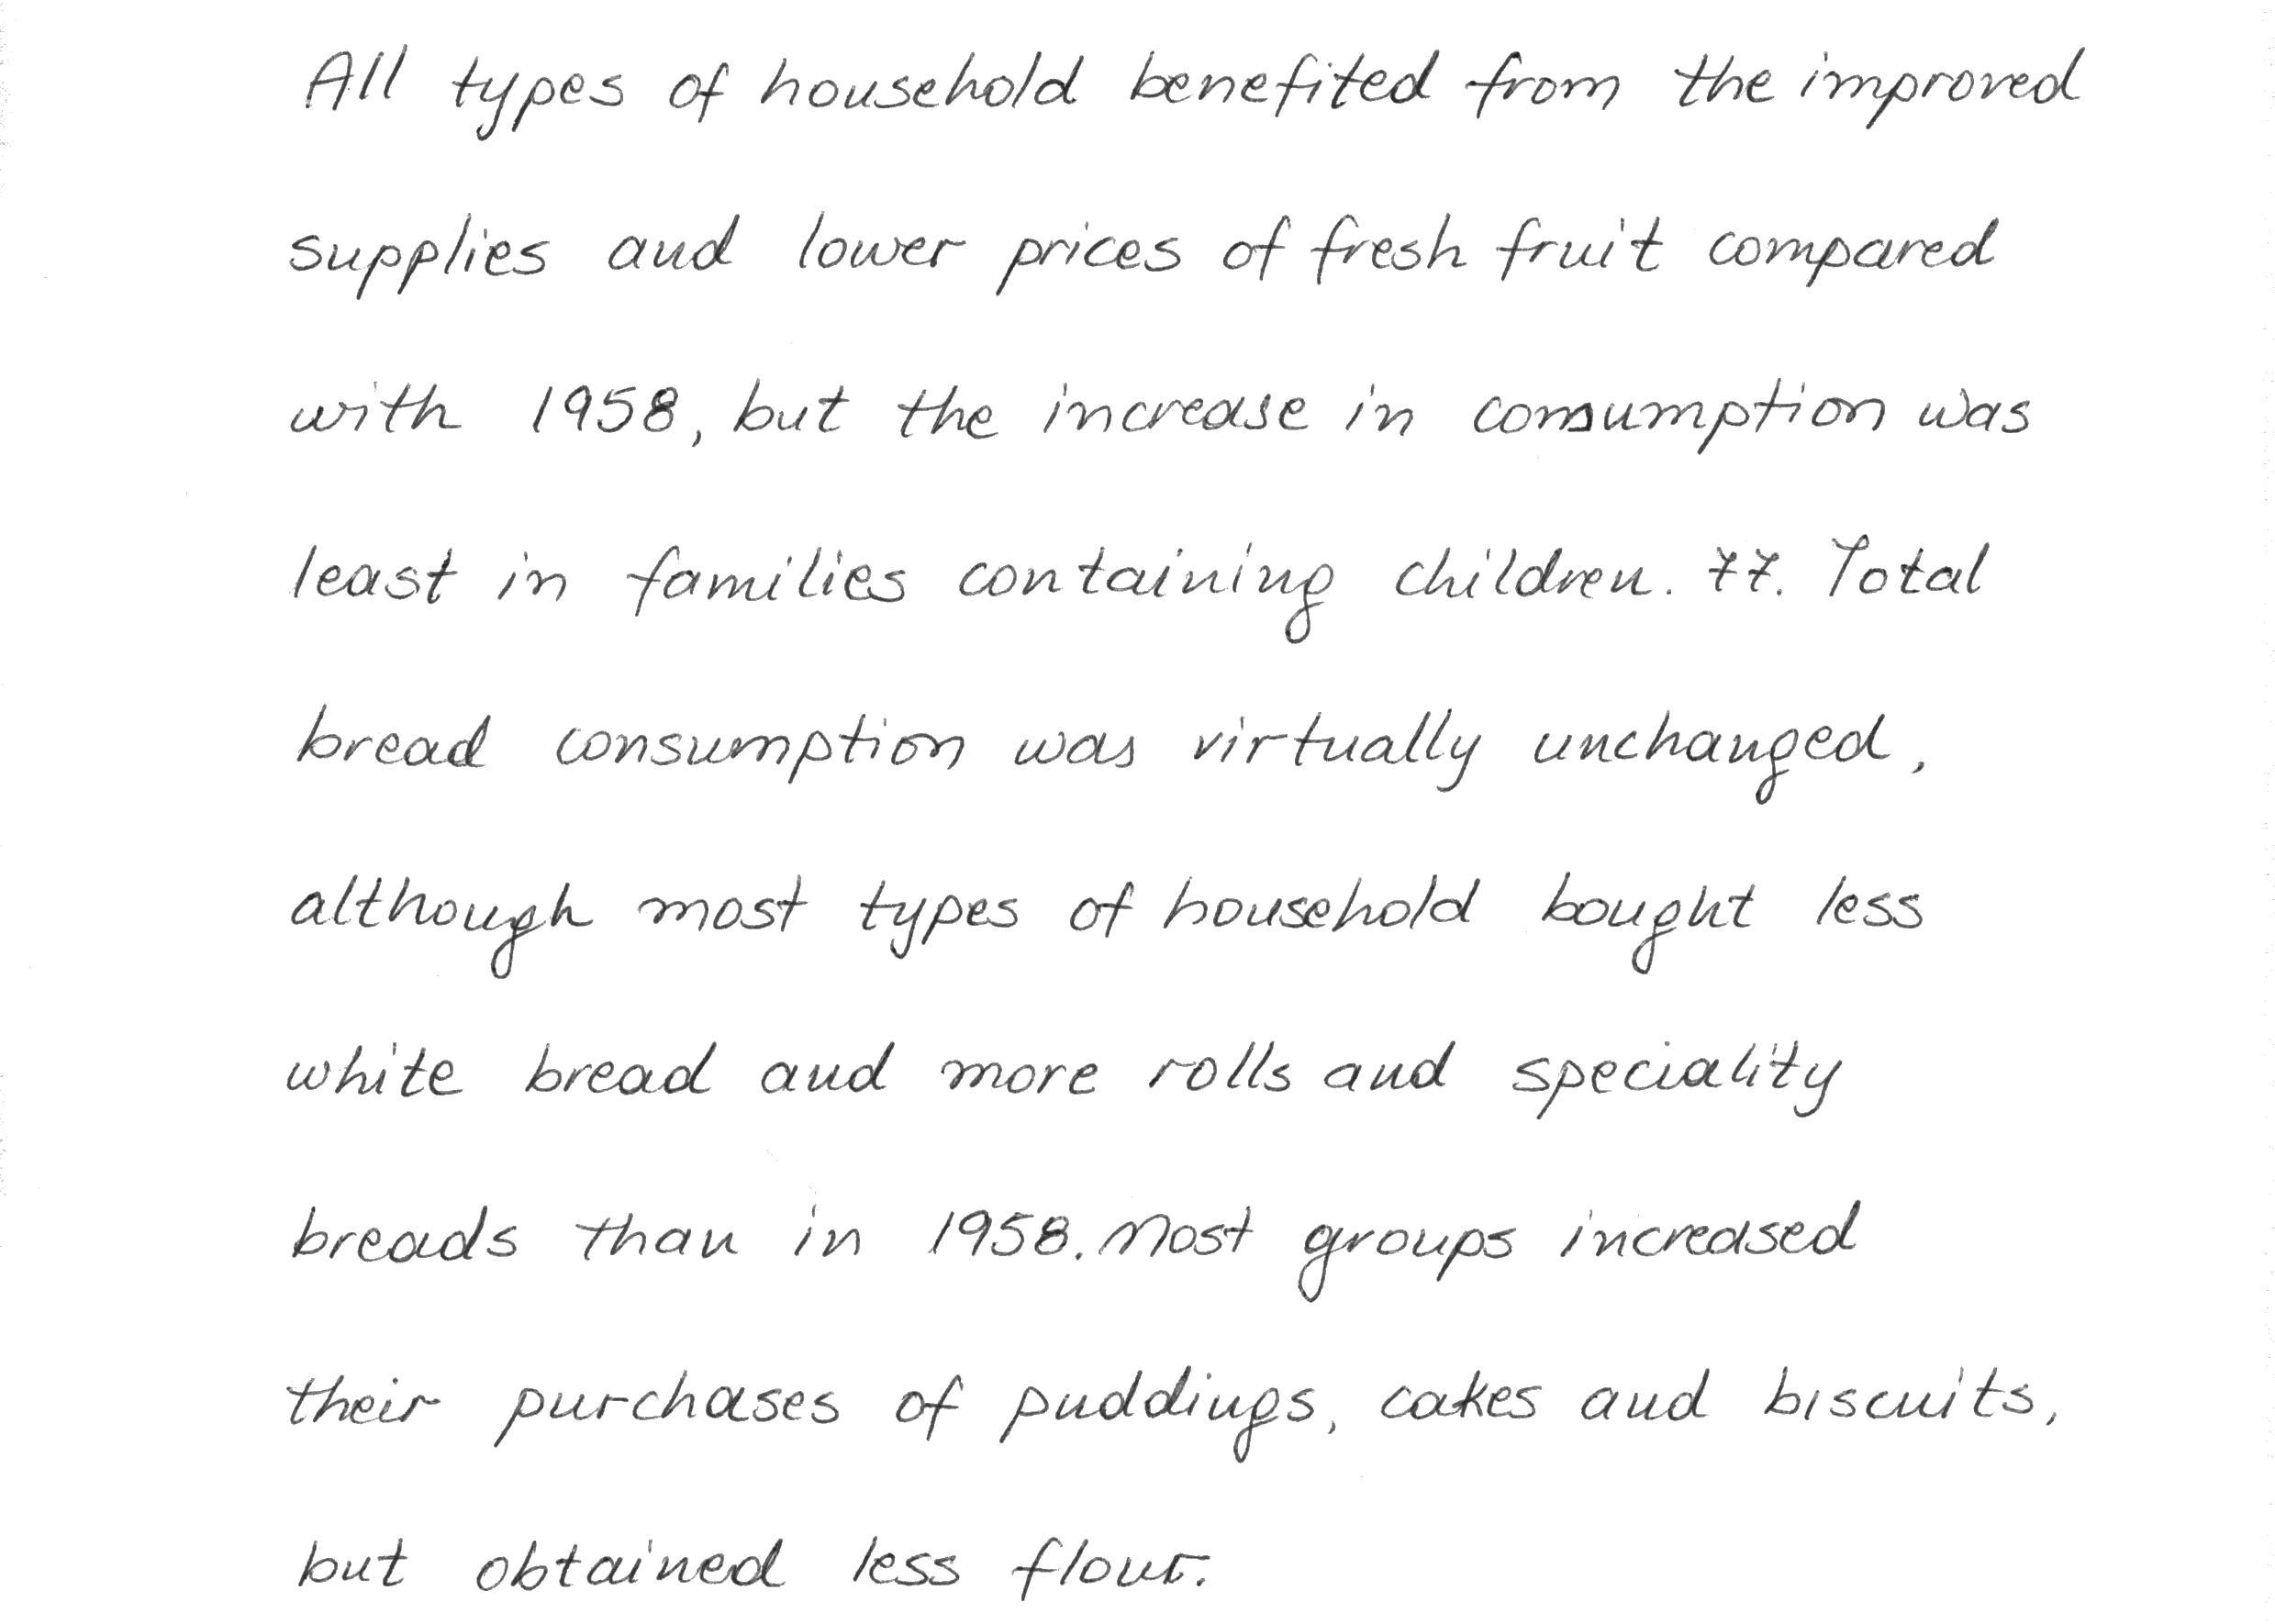 All types of household benefited from the improved
supplies and lower prices of fresh fruit compared
with 1958, but the increase in consumption was
least in families containing children. 77. Total
bread consumption was virtually unchanged,
although most types of household bought less
white bread and more rolls and speciality
breads than in 1958. Most groups increased
their purchases of puddings, cakes and biscuits,
but obtained less flour.